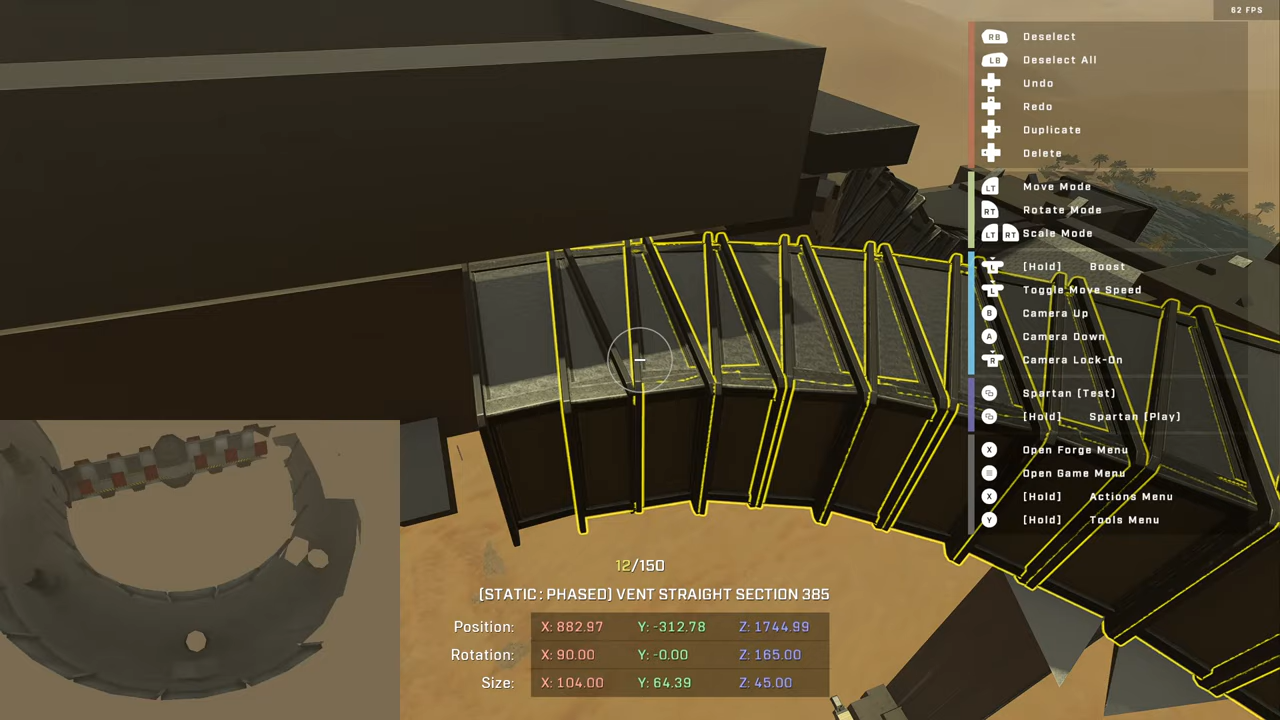 62 FPS
RB Deselect
LB Deselect All
Undo
Redo
Duplicate
Delete
LT Move Mode
RT Rotate Mode
LT RT Scale Mode
L [Hold] Boost
L Toggle Move Speed
B Camera Up
A Camera Down
R Camera Lock-On
Spartan (Test)
[Hold] Spartan (Play)
X Open Forge Menu
Open Game Menu
X [Hold] Actions Menu
Y [Hold] Tools Menu
12/150
[STATIC : PHASED] VENT STRAIGHT SECTION 385
Position: X: 882.97 Y: -312.78 Z: 1744.99
Rotation: X: 90.00 Y: -0.00 Z: 165.00
Size: X: 104.00 Y: 64.39 Z: 45.00